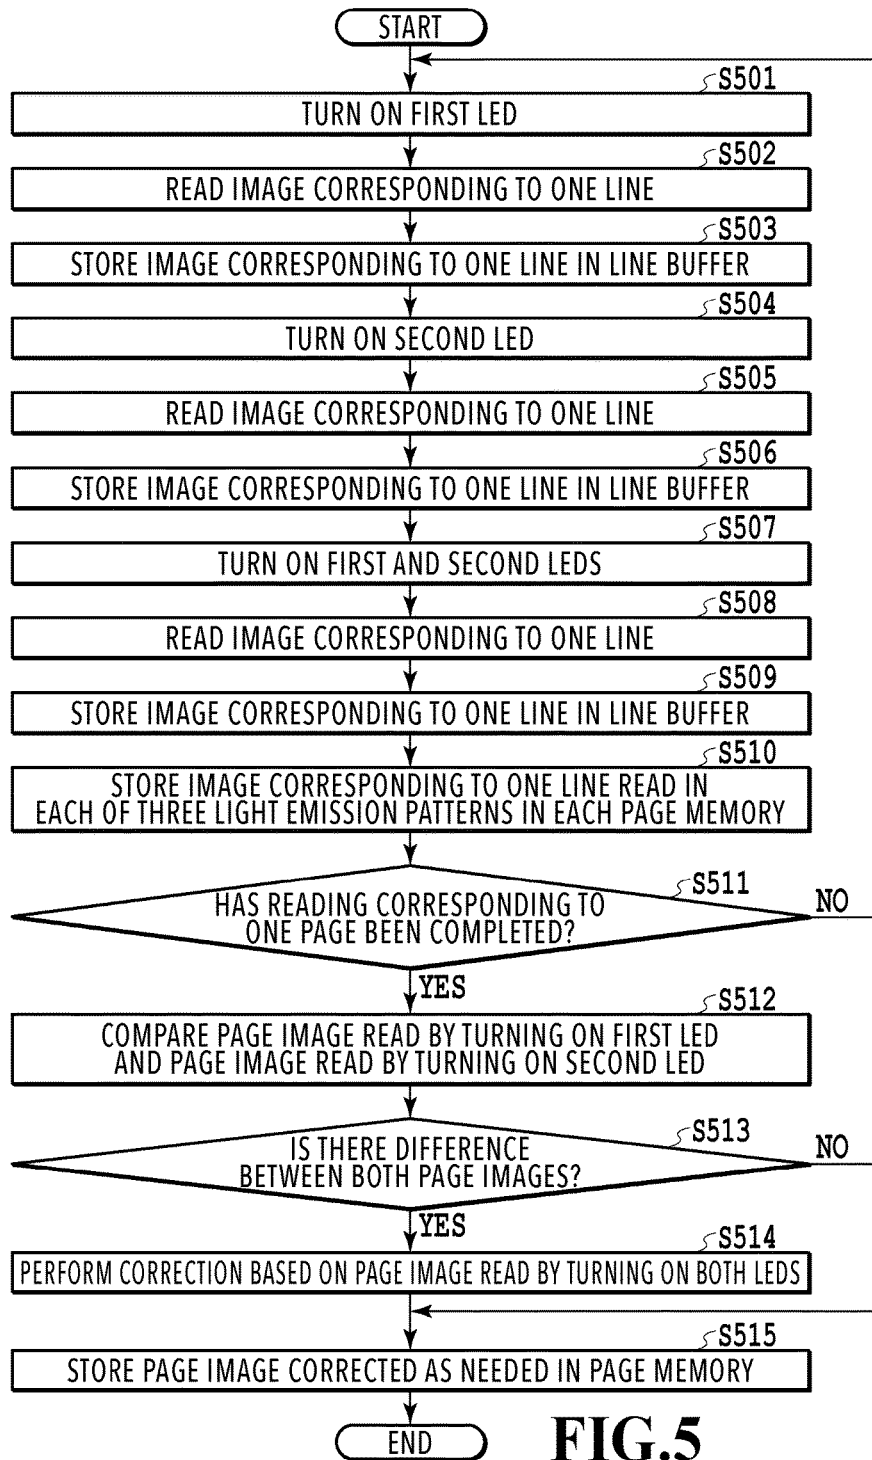 START
S501
TURN ON FIRST LED
S502
READ IMAGE CORRESPONDING TO ONE LINE
S503
STORE IMAGE CORRESPONDING TO ONE LINE IN LINE BUFFER
S504
TURN ON SECOND LED
S505
READ IMAGE CORRESPONDING TO ONE LINE
S506
STORE IMAGE CORRESPONDING TO ONE LINE IN LINE BUFFER
S507
TURN ON FIRST AND SECOND LEDS
S508
READ IMAGE CORRESPONDING TO ONE LINE
S509
STORE IMAGE CORRESPONDING TO ONE LINE IN LINE BUFFER
S510
STORE IMAGE CORRESPONDING TO ONE LINE READ IN
EACH OF THREE LIGHT EMISSION PATTERNS IN EACH PAGE MEMORY
S511
HAS READING CORRESPONDING TO
ONE PAGE BEEN COMPLETED?
NO
YES
S512
COMPARE PAGE IMAGE READ BY TURNING ON FIRST LED
AND PAGE IMAGE READ BY TURNING ON SECOND LED
S513
IS THERE DIFFERENCE
BETWEEN BOTH PAGE IMAGES?
NO
YES
S514
PERFORM CORRECTION BASED ON PAGE IMAGE READ BY TURNING ON BOTH LEDS
S515
STORE PAGE IMAGE CORRECTED AS NEEDED IN PAGE MEMORY
END
FIG.5